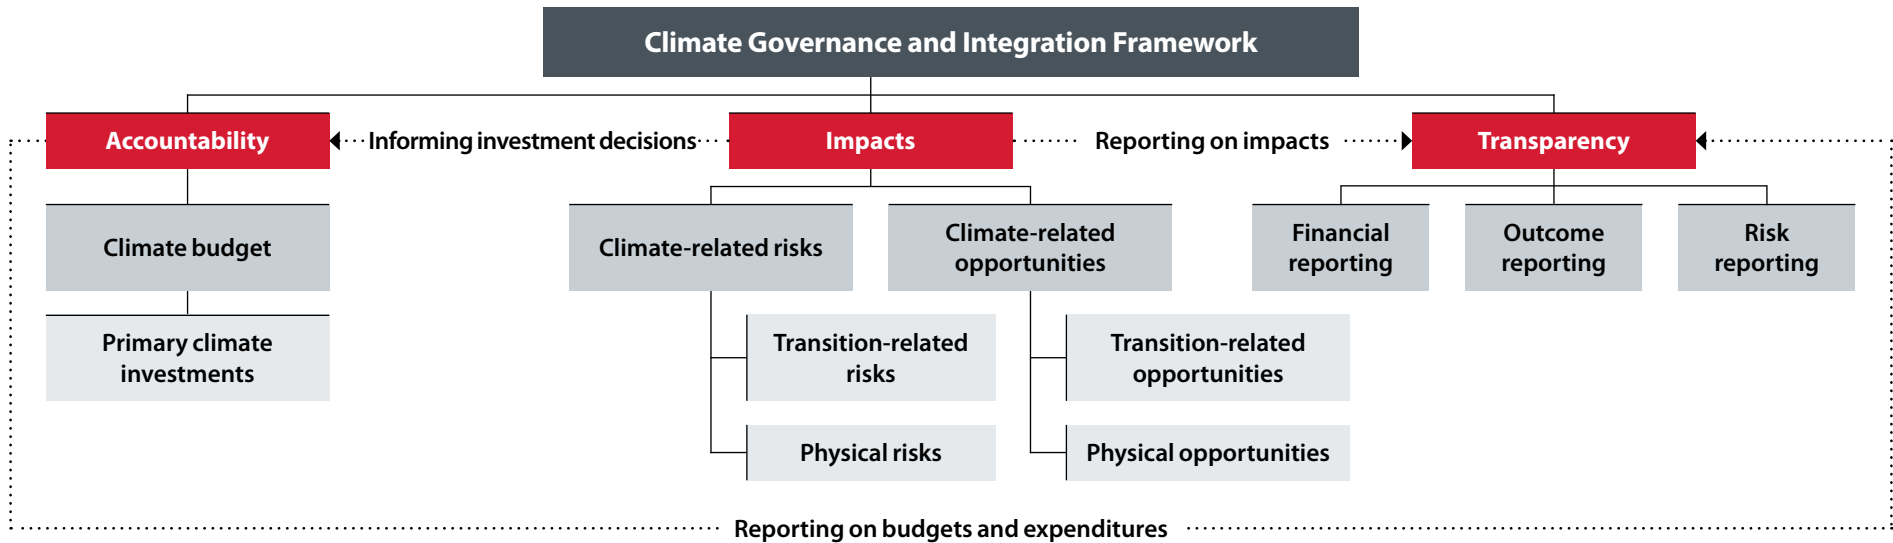 Climate Governance and Integration Framework
Accountability
Informing investment decisions
Impacts
Reporting on impacts
Transparency
Climate budget
Primary climate
investments
Climate-related risks
Transition-related
risks
Physical risks
Climate-related
opportunities
Transition-related
opportunities
Physical opportunities
Financial
reporting
Outcome
reporting
Risk
reporting
Reporting on budgets and expenditures